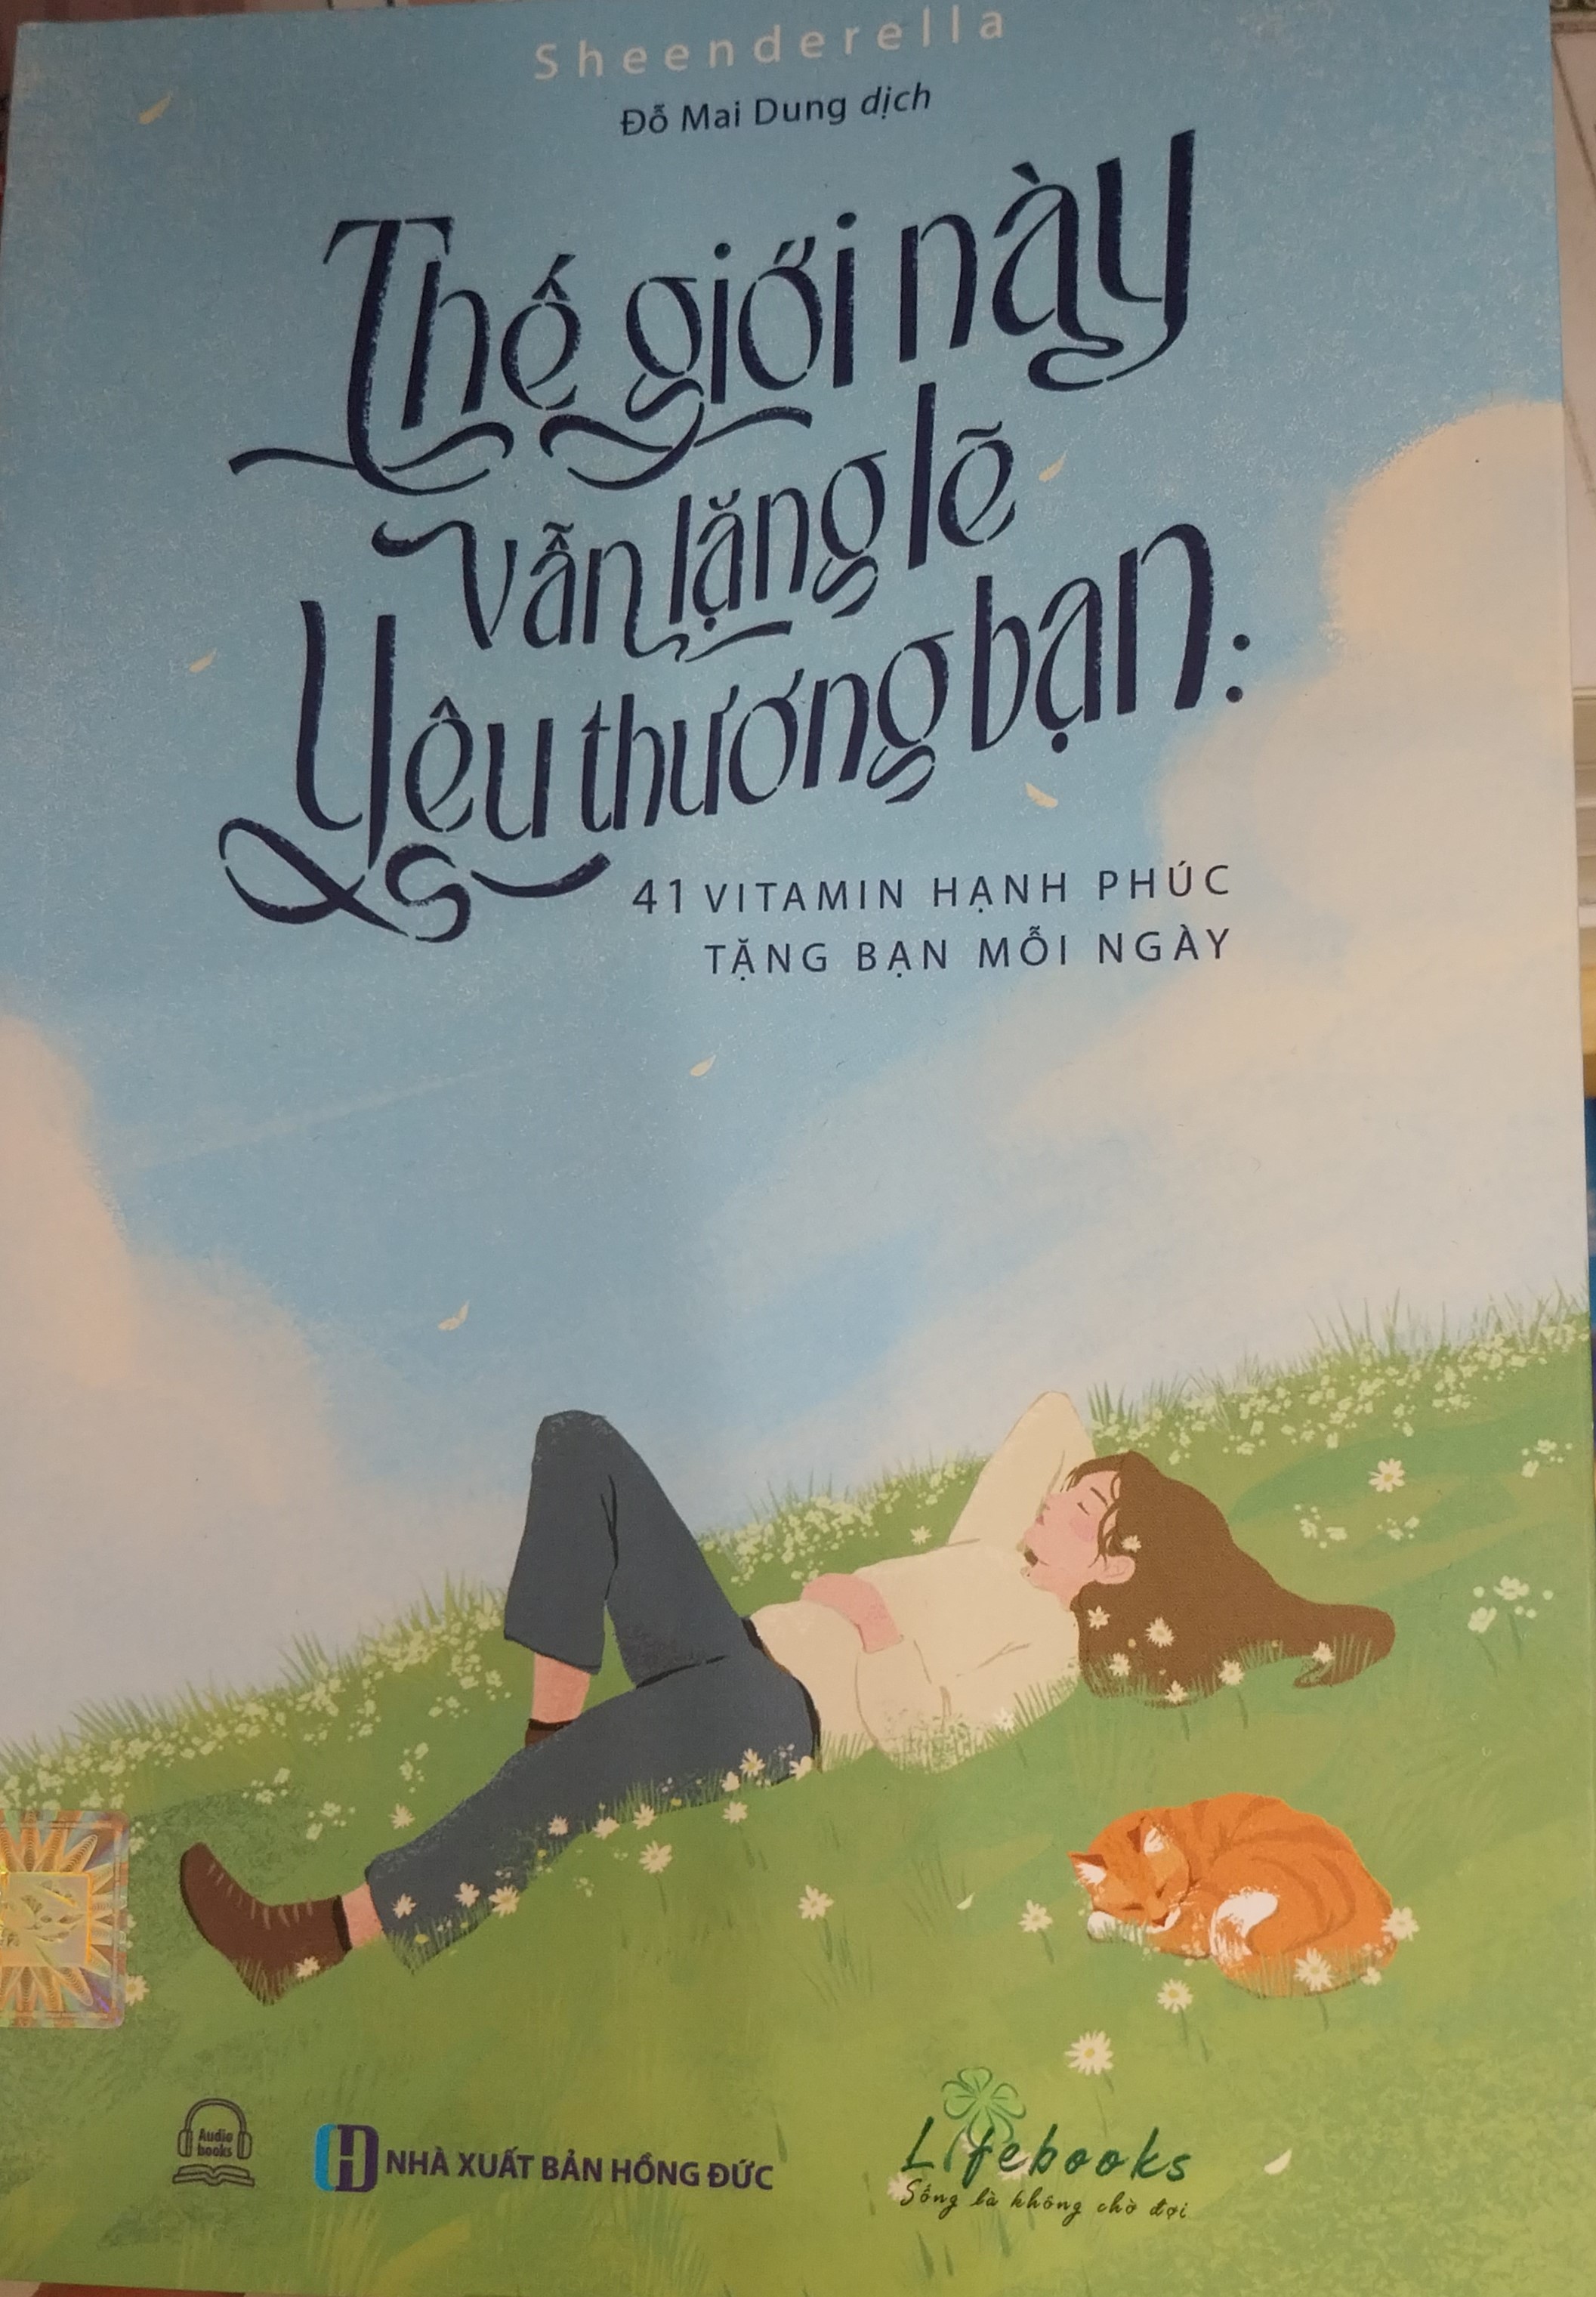 Sheenderella
Đỗ Mai Dung dịch
Thế giới này
vẫn lặng lẽ
yêu thương bạn:
41 VITAMIN HẠNH PHÚC
TẶNG BẠN MỖI NGÀY
Audio
books
NHÀ XUẤT BẢN HỒNG ĐỨC
Lifebooks
Sống là không chờ đợi